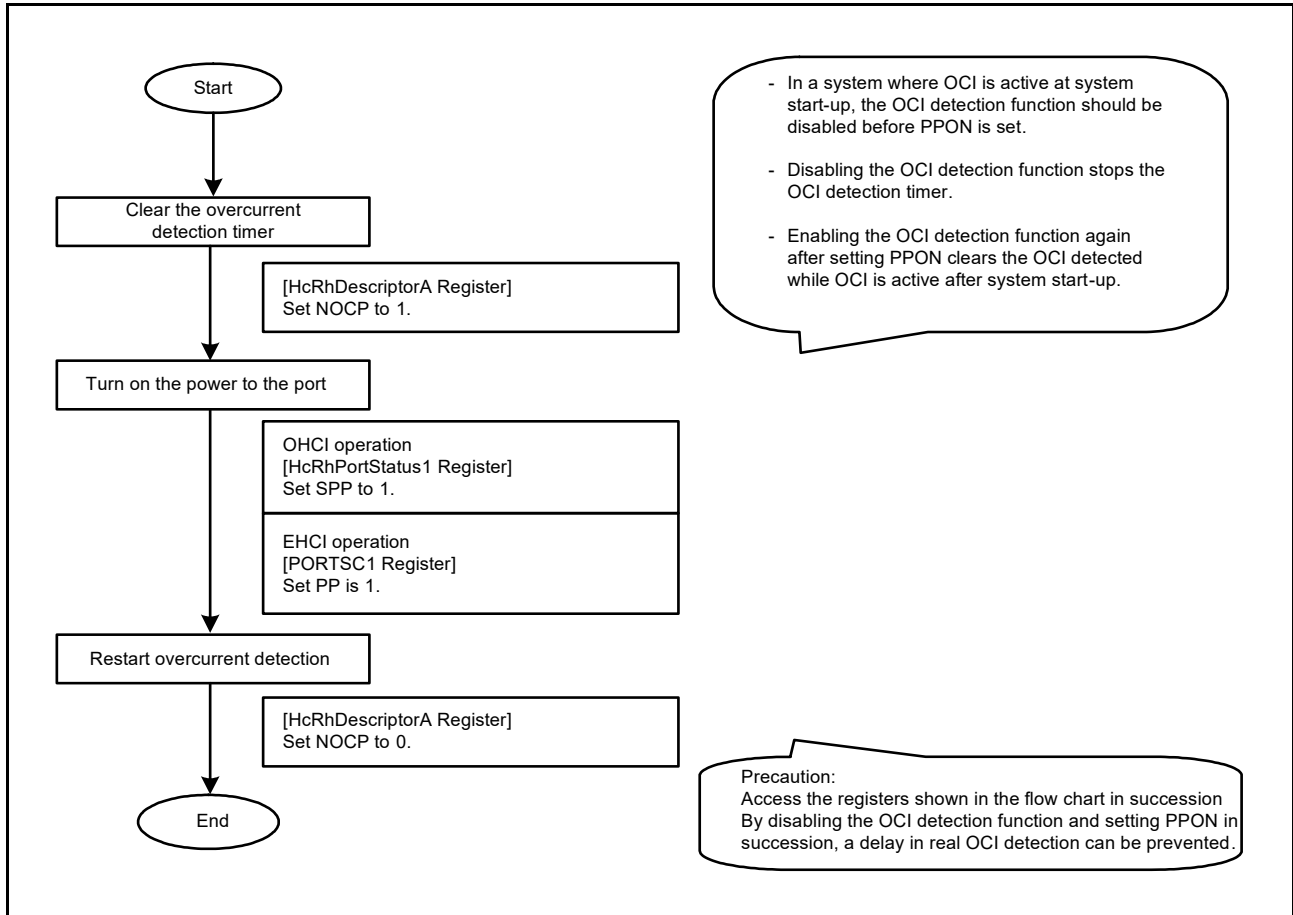 Start
- In a system where OCI is active at system
start-up, the OCI detection function should be
disabled before PPON is set.
- Disabling the OCI detection function stops the
OCI detection timer.
- Enabling the OCI detection function again
after setting PPON clears the OCI detected
while OCI is active after system start-up.
Clear the overcurrent
detection timer
[HcRhDescriptorA Register]
Set NOCP to 1.
Turn on the power to the port
OHCI operation
[HcRhPortStatus1 Register]
Set SPP to 1.
EHCI operation
[PORTSC1 Register]
Set PP is 1.
Restart overcurrent detection
[HcRhDescriptorA Register]
Set NOCP to 0.
End
Precaution:
Access the registers shown in the flow chart in succession
By disabling the OCI detection function and setting PPON in
succession, a delay in real OCI detection can be prevented.